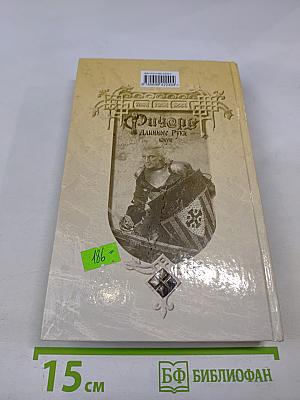 Ричард
Длинные Руки
186=
15 см
БФ БИБЛИОФАН